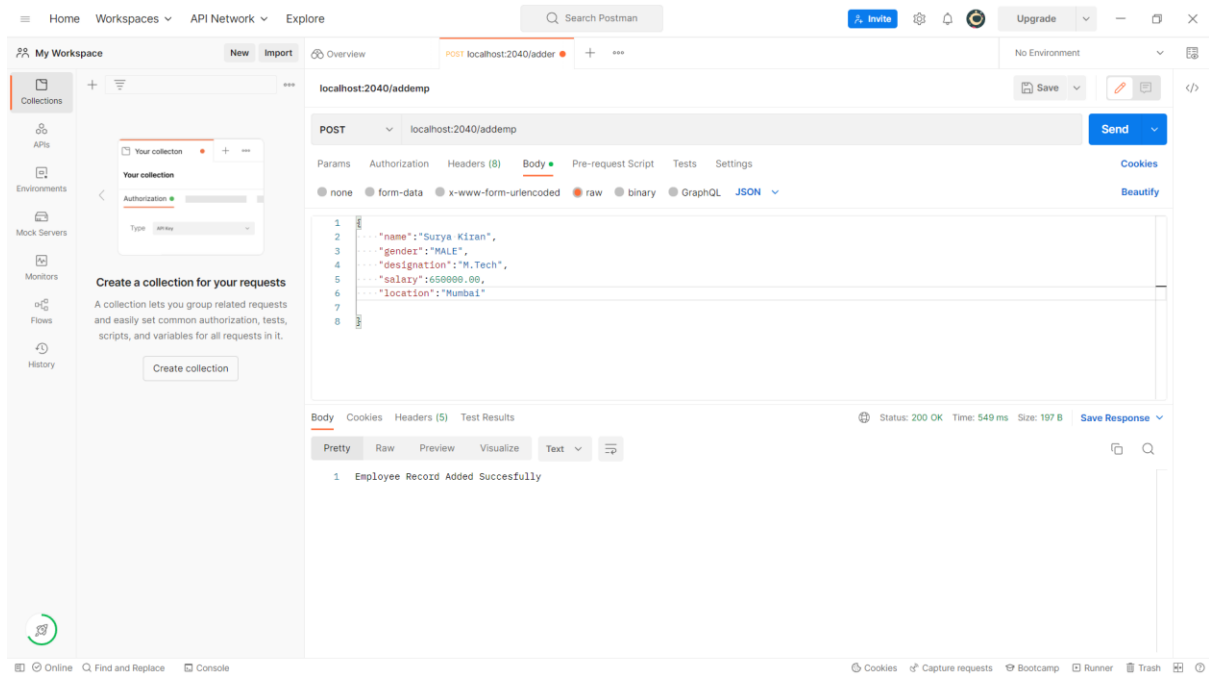 Home Workspaces API Network Explore Search Postman Invite Upgrade
My Workspace New Import Overview POST localhost:2040/adder No Environment
Collections
APIs
Environments
Mock Servers
Monitors
Flows
History
Your collecton
Your collection
Authorization
Type API Key
Create a collection for your requests
A collection lets you group related requests
and easily set common authorization, tests,
scripts, and variables for all requests in it.
Create collection
localhost:2040/addemp Save
POST localhost:2040/addemp Send
Params Authorization Headers (8) Body Pre-request Script Tests Settings Cookies
none form-data x-www-form-urlencoded raw binary GraphQL JSON Beautify
1 {
2 "name":"Surya Kiran",
3 "gender":"MALE",
4 "designation":"M.Tech",
5 "salary":650000.00,
6 "location":"Mumbai"
7
8 }
Body Cookies Headers (5) Test Results Status: 200 OK Time: 549 ms Size: 197 B Save Response
Pretty Raw Preview Visualize Text
1 Employee Record Added Succesfully
Online Find and Replace Console Cookies Capture requests Bootcamp Runner Trash